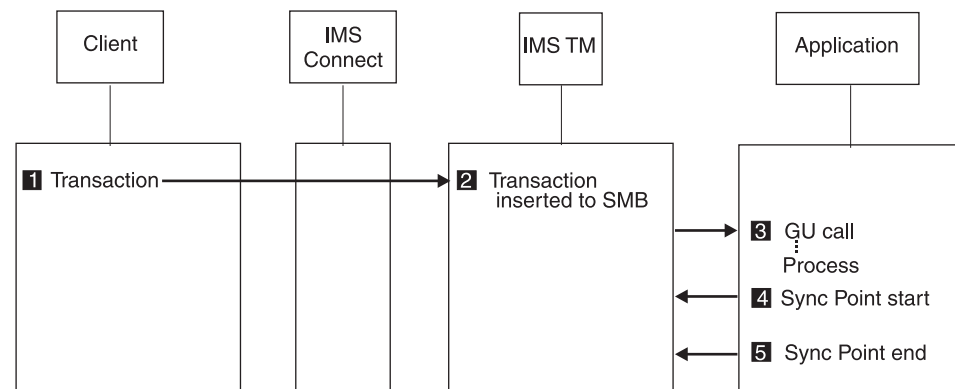 Client
IMS
Connect
IMS TM
Application
1 Transaction
2 Transaction
inserted to SMB
3 GU call
Process
4 Sync Point start
5 Sync Point end